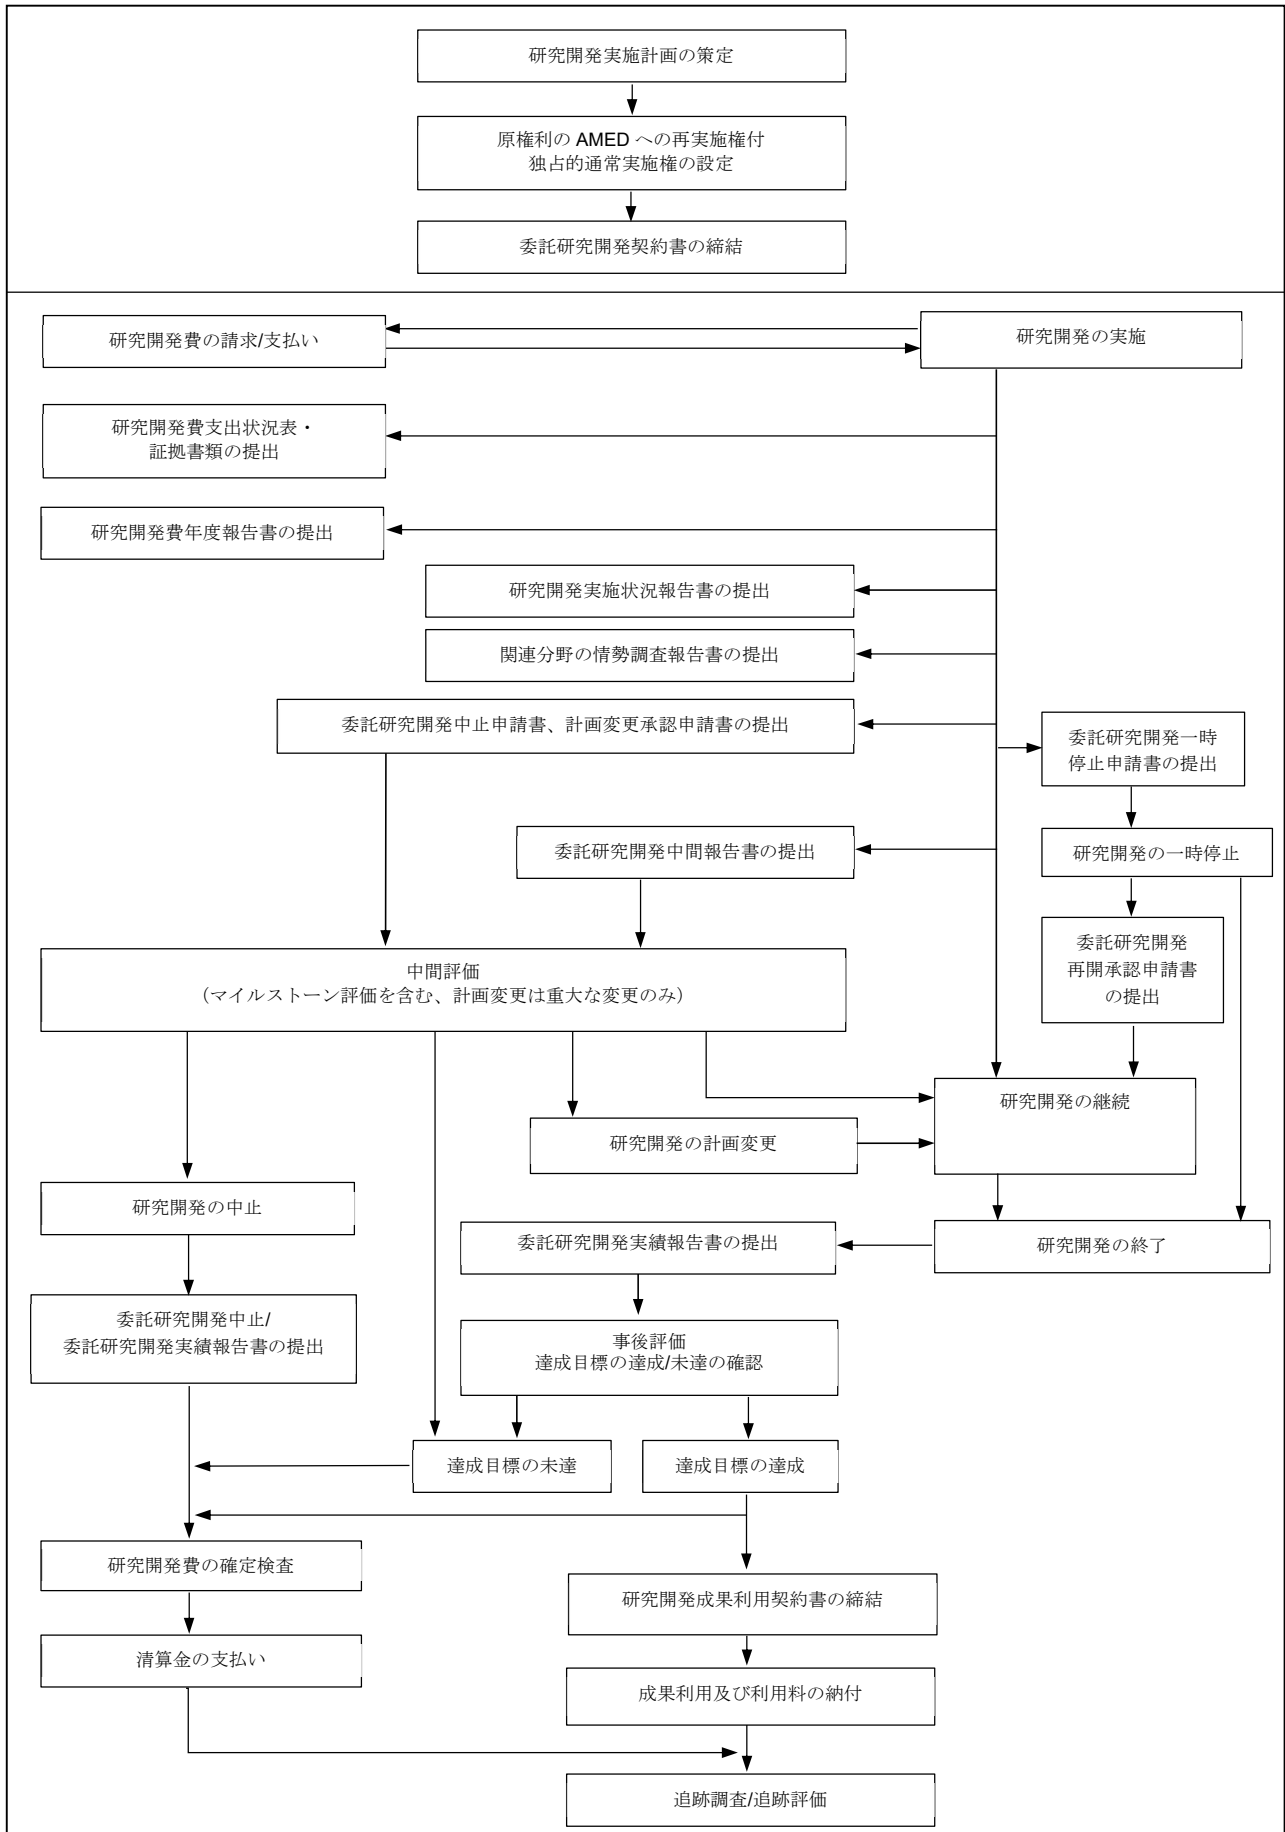 研究開発実施計画の策定
原権利の AMED への再実施権付
独占的通常実施権の設定
委託研究開発契約書の締結
研究開発費の請求/支払い
研究開発の実施
研究開発費支出状況表・
証拠書類の提出
研究開発費年度報告書の提出
研究開発実施状況報告書の提出
関連分野の情勢調査報告書の提出
委託研究開発中止申請書、計画変更承認申請書の提出
委託研究開発一時
停止申請書の提出
委託研究開発中間報告書の提出
研究開発の一時停止
委託研究開発
再開承認申請書
の提出
中間評価
（マイルストーン評価を含む、計画変更は重大な変更のみ）
研究開発の継続
研究開発の計画変更
研究開発の中止
委託研究開発実績報告書の提出
研究開発の終了
委託研究開発中止/
委託研究開発実績報告書の提出
事後評価
達成目標の達成/未達の確認
達成目標の未達
達成目標の達成
研究開発費の確定検査
研究開発成果利用契約書の締結
清算金の支払い
成果利用及び利用料の納付
追跡調査/追跡評価